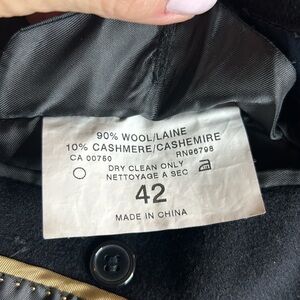 90% WOOL/LAINE
10% CASHMERE/CASHEMIRE
CA 00750 RN96798
DRY CLEAN ONLY
NETTOYAGE A SEC
42
MADE IN CHINA